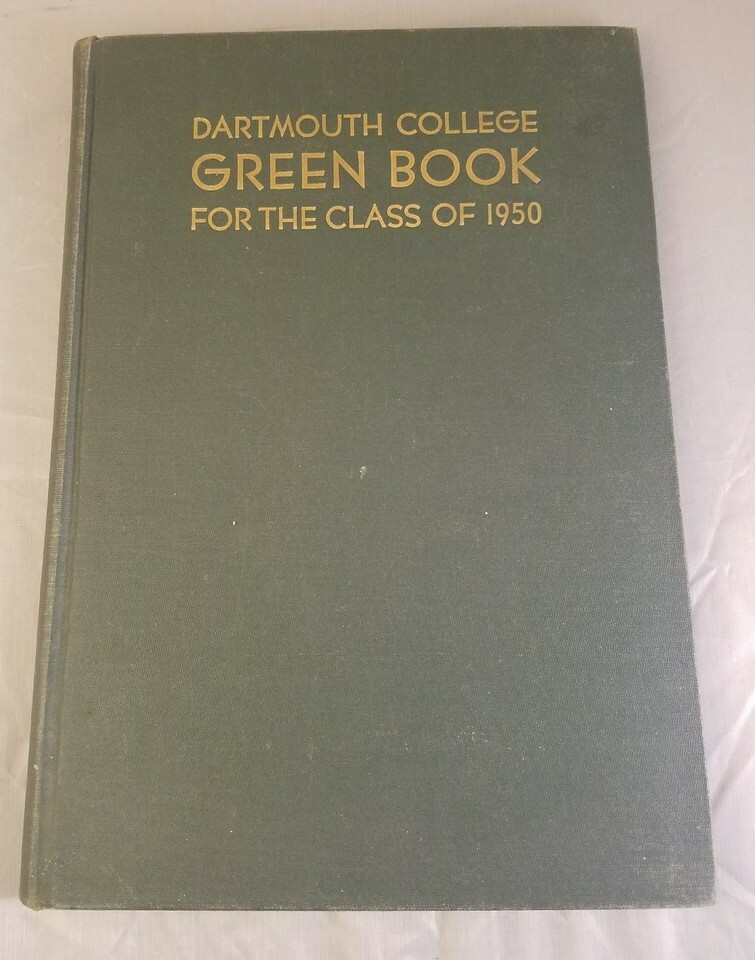 DARTMOUTH COLLEGE
GREEN BOOK
FOR THE CLASS OF 1950